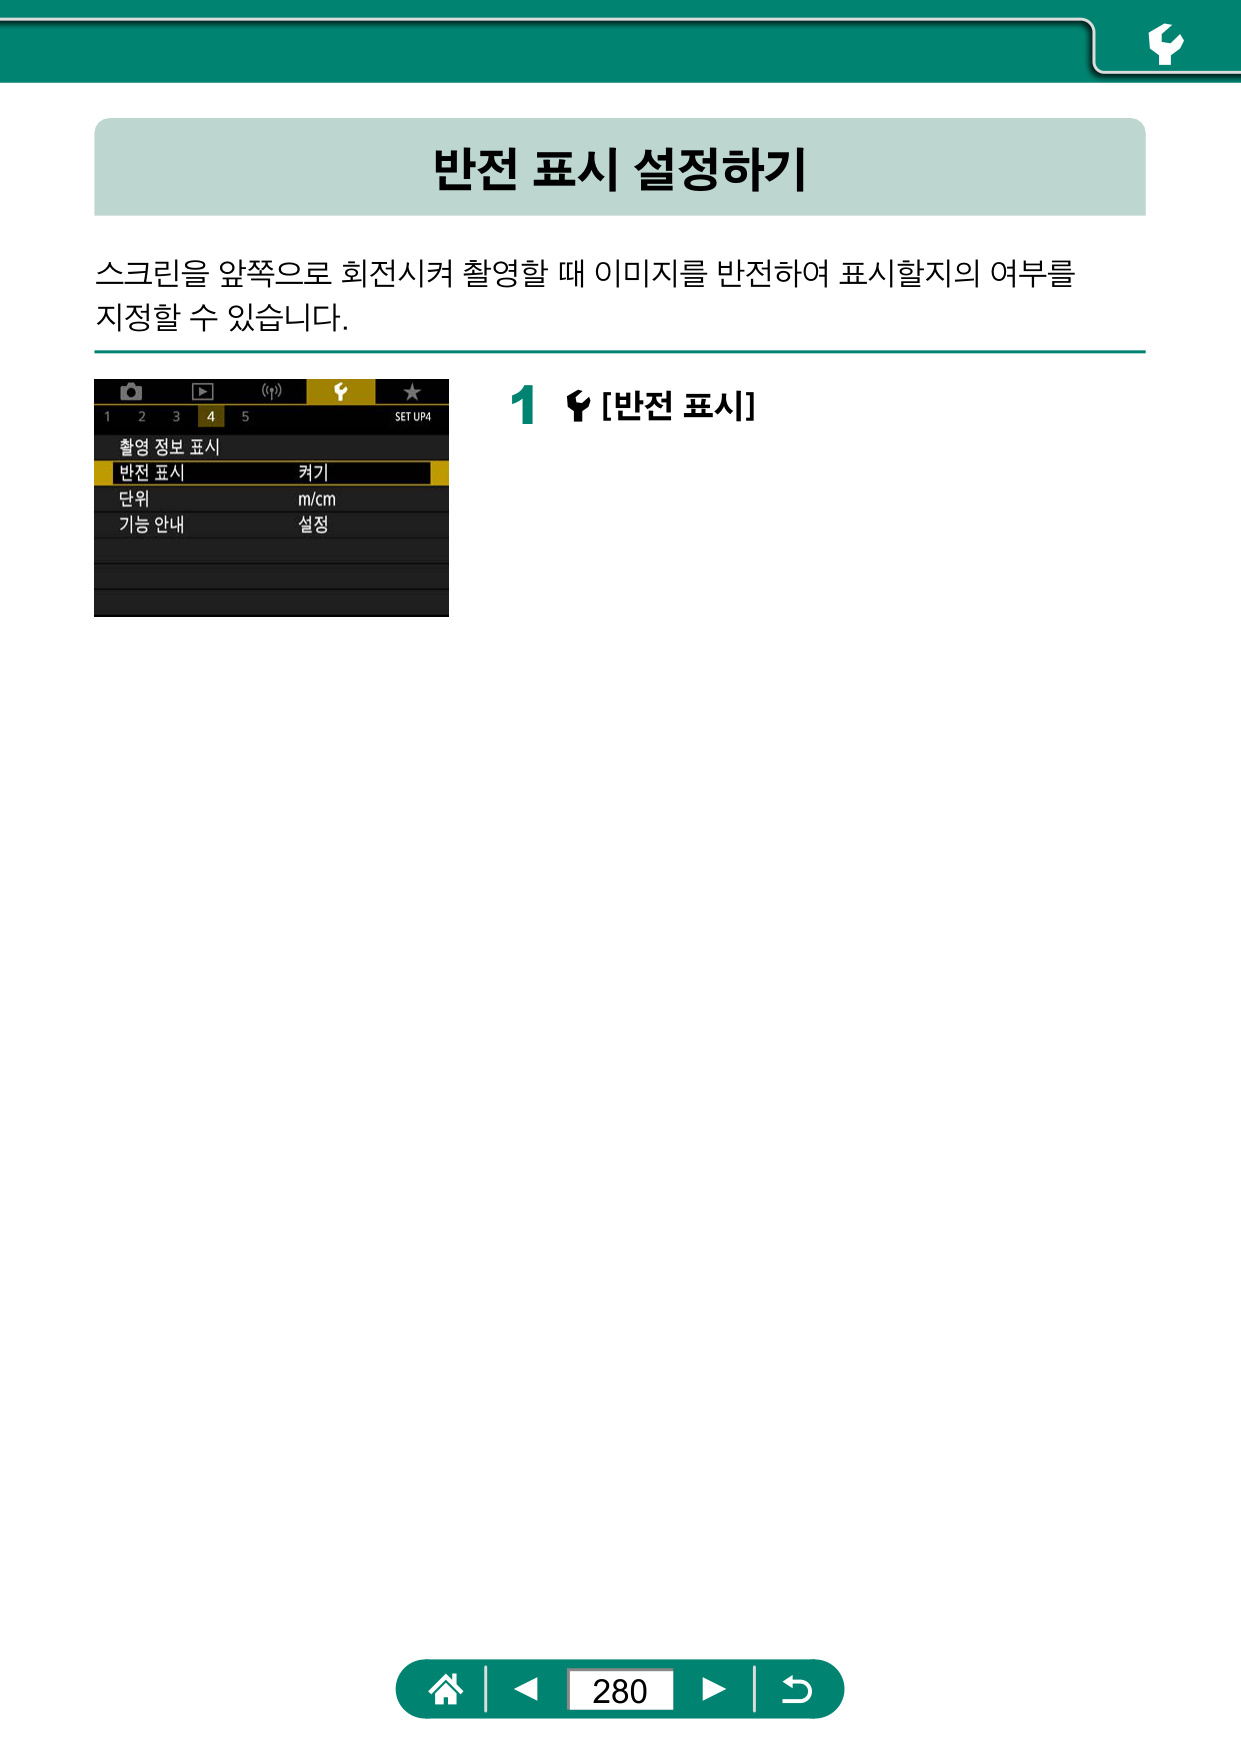 반전 표시 설정하기
스크린을 앞쪽으로 회전시켜 촬영할 때 이미지를 반전하여 표시할지의 여부를
지정할 수 있습니다.
1 2 3 4 5 SET UP4
촬영 정보 표시
반전 표시 켜기
단위 m/cm
기능 안내 설정
1 [반전 표시]
280